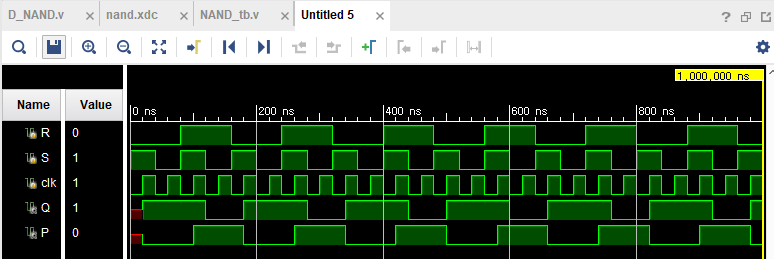 D_NAND.v nand.xdc NAND_tb.v Untitled 5
1,000,000 ns
Name Value
0 ns 200 ns 400 ns 600 ns 800 ns
R 0
S 1
clk 1
Q 1
P 0